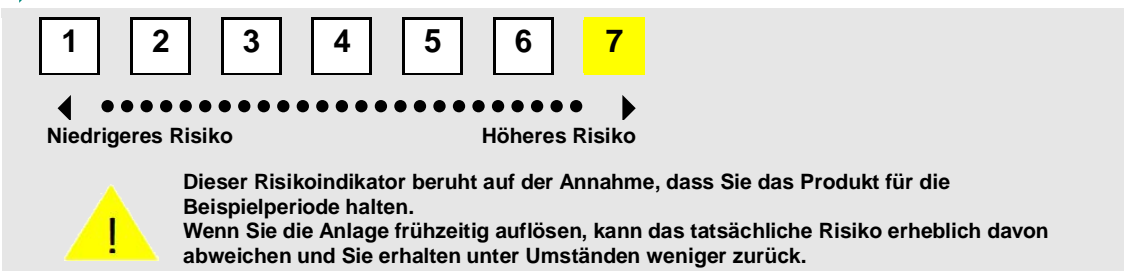 1 2 3 4 5 6 7
Niedrigeres Risiko Höheres Risiko
Dieser Risikoindikator beruht auf der Annahme, dass Sie das Produkt für die
Beispielperiode halten.
! Wenn Sie die Anlage frühzeitig auflösen, kann das tatsächliche Risiko erheblich davon
abweichen und Sie erhalten unter Umständen weniger zurück.